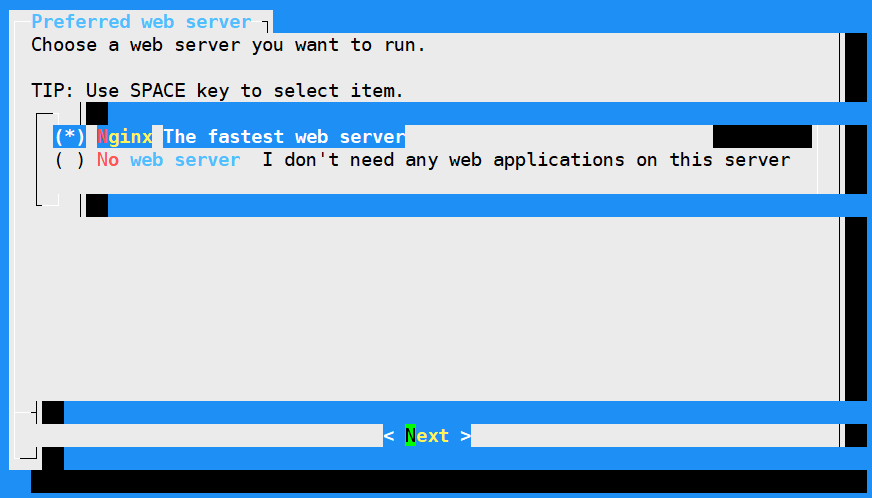 Preferred web server
Choose a web server you want to run.
TIP: Use SPACE key to select item.
(*) Nginx The fastest web server
( ) No web server I don't need any web applications on this server
< Next >